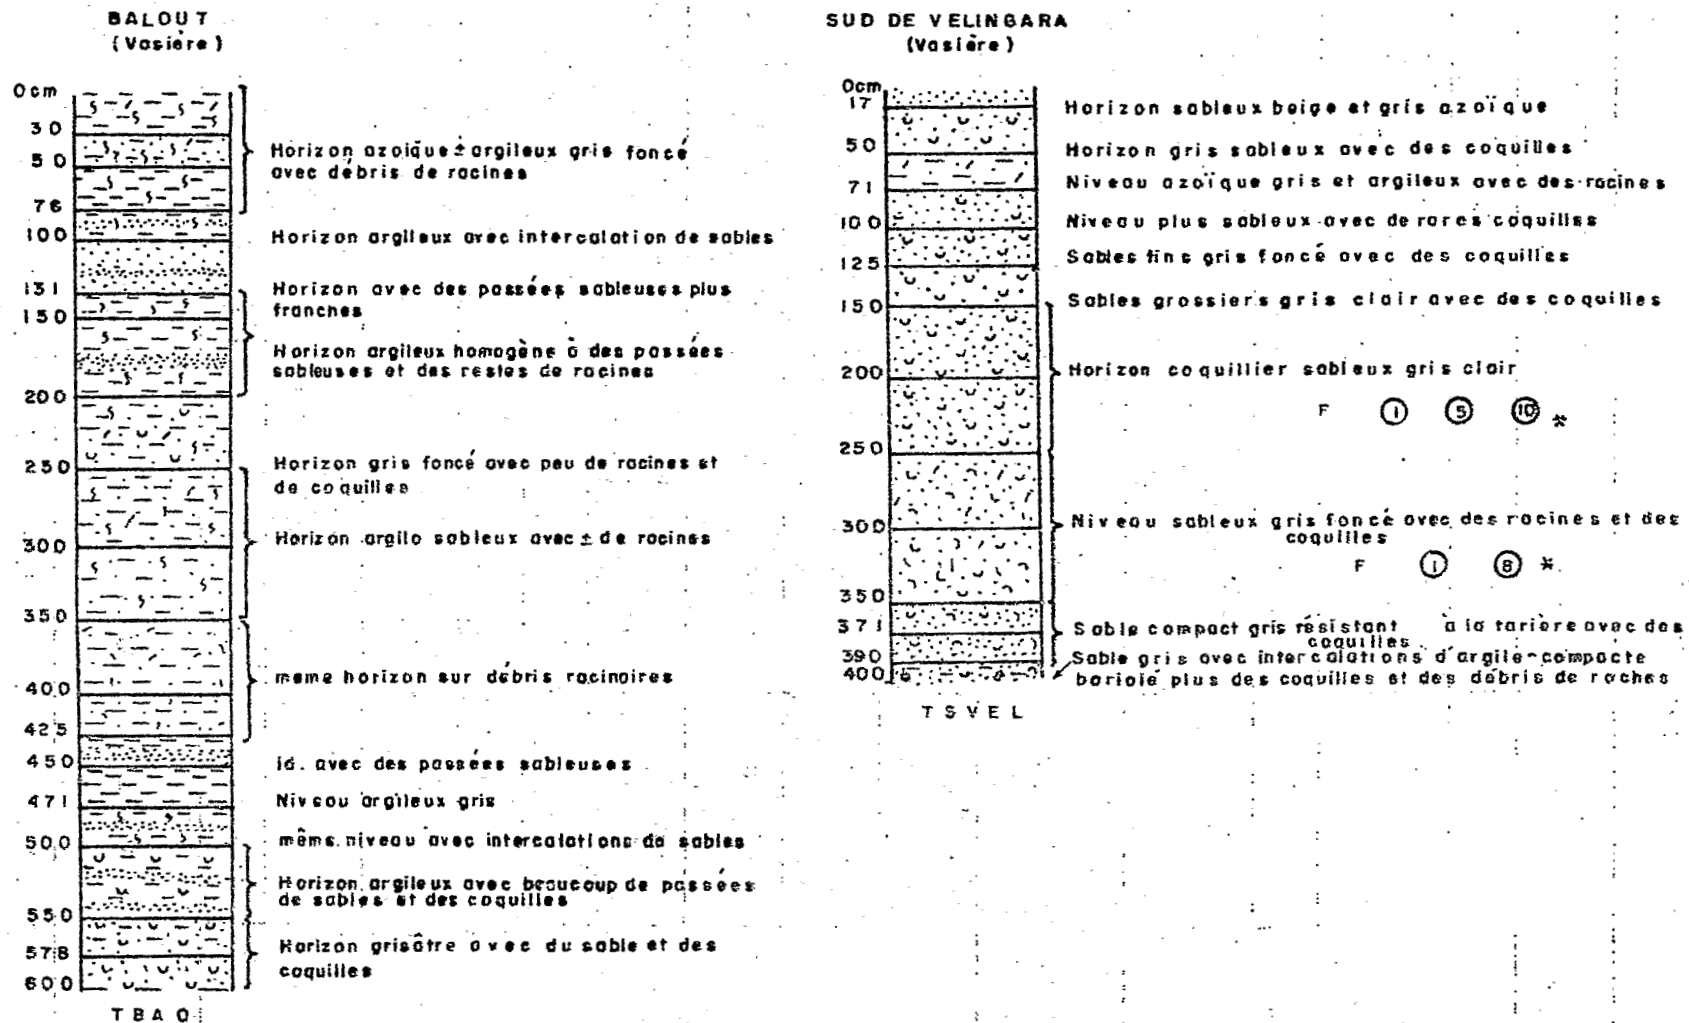 BALOUT
(Vasière)
0cm
30
50
76
100
131
150
200
250
300
350
400
425
450
471
500
550
578
600
Horizon azoique ± argileux gris foncé
avec débris de racines
Horizon argileux avec intercalation de sables
Horizon avec des passées sableuses plus
franches
Horizon argileux homogène à des passées
sableuses et des restes de racines
Horizon gris foncé avec peu de racines et
de coquilles
Horizon argilo sableux avec ± de racines
meme horizon sur débris racinaires
id. avec des passées sableuses
Niveau argileux gris
même niveau avec intercalations de sables
Horizon argileux avec beaucoup de passées
de sables et des coquilles
Horizon grisâtre avec du sable et des
coquilles
TBAO
SUD DE VELINGARA
(Vasière)
0cm
17
50
71
100
125
150
200
250
300
350
371
390
400
Horizon sableux beige et gris azoïque
Horizon gris sableux avec des coquilles
Niveau azoïque gris et argileux avec des racines
Niveau plus sableux avec de rares coquilles
Sables fins gris foncé avec des coquilles
Sables grossiers gris clair avec des coquilles
Horizon coquillier sableux gris clair
F 1 5 10 *
Niveau sableux gris foncé avec des racines et des
coquilles
F 1 8 *
Sable compact gris résistant à la tarière avec des
coquilles
Sable gris avec intercalations d'argile-compacte
bariole plus des coquilles et des débris de roches
TSVEL